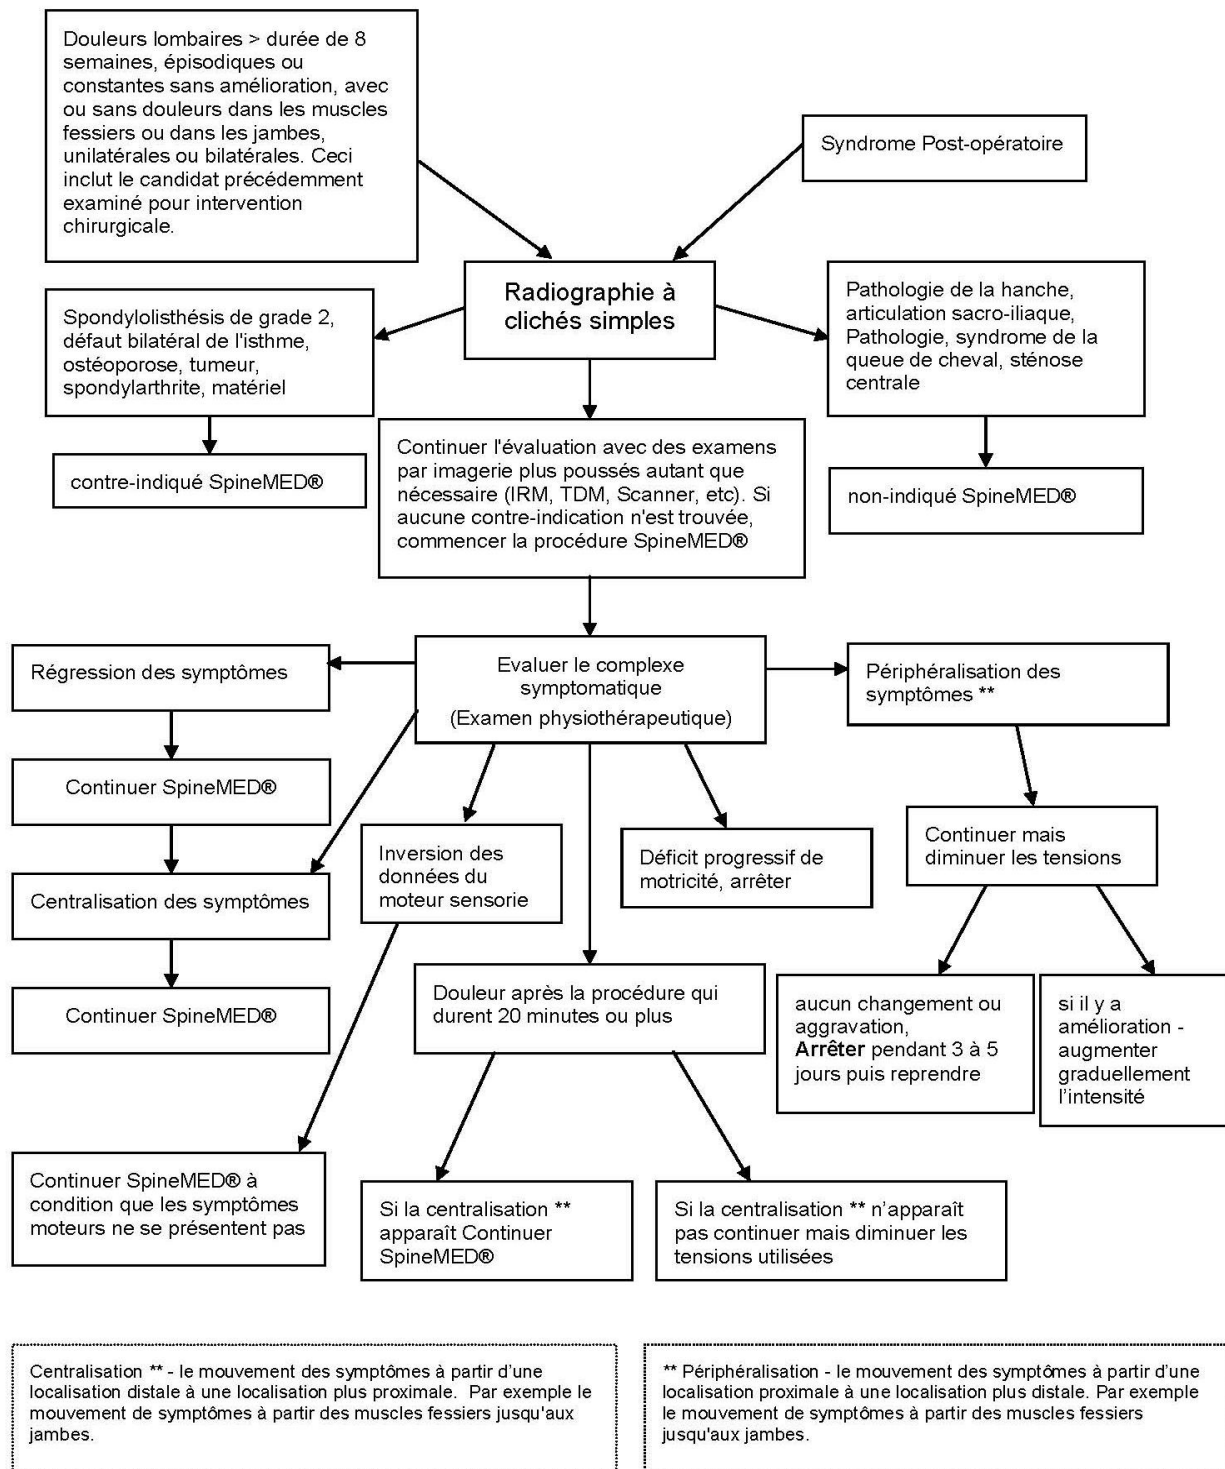 Douleurs lombaires > durée de 8
semaines, épisodiques ou
constantes sans amélioration, avec
ou sans douleurs dans les muscles
fessiers ou dans les jambes,
unilatérales ou bilatérales. Ceci
inclut le candidat précédemment
examiné pour intervention
chirurgicale.
Syndrome Post-opératoire
Radiographie à
clichés simples
Spondylolisthésis de grade 2,
défaut bilatéral de l'isthme,
ostéoporose, tumeur,
spondylarthrite, matériel
Pathologie de la hanche,
articulation sacro-iliaque,
Pathologie, syndrome de la
queue de cheval, sténose
centrale
contre-indiqué SpineMED®
Continuer l'évaluation avec des examens
par imagerie plus poussés autant que
nécessaire (IRM, TDM, Scanner, etc). Si
aucune contre-indication n'est trouvée,
commencer la procédure SpineMED®
non-indiqué SpineMED®
Régression des symptômes
Evaluer le complexe
symptomatique
(Examen physiothérapeutique)
Périphéralisation des
symptômes **
Continuer SpineMED®
Centralisation des symptômes
Continuer SpineMED®
Inversion des
données du
moteur sensorie
Déficit progressif de
motricité, arrêter
Continuer mais
diminuer les tensions
Douleur après la procédure qui
durent 20 minutes ou plus
aucun changement ou
aggravation,
Arrêter pendant 3 à 5
jours puis reprendre
si il y a
amélioration -
augmenter
graduellement
l'intensité
Continuer SpineMED® à
condition que les symptômes
moteurs ne se présentent pas
Si la centralisation **
apparaît Continuer
SpineMED®
Si la centralisation ** n'apparaît
pas continuer mais diminuer les
tensions utilisées
Centralisation ** - le mouvement des symptômes à partir d'une
localisation distale à une localisation plus proximale. Par exemple le
mouvement de symptômes à partir des muscles fessiers jusqu'aux
jambes.
** Périphéralisation - le mouvement des symptômes à partir d'une
localisation proximale à une localisation plus distale. Par exemple
le mouvement de symptômes à partir des muscles fessiers
jusqu'aux jambes.